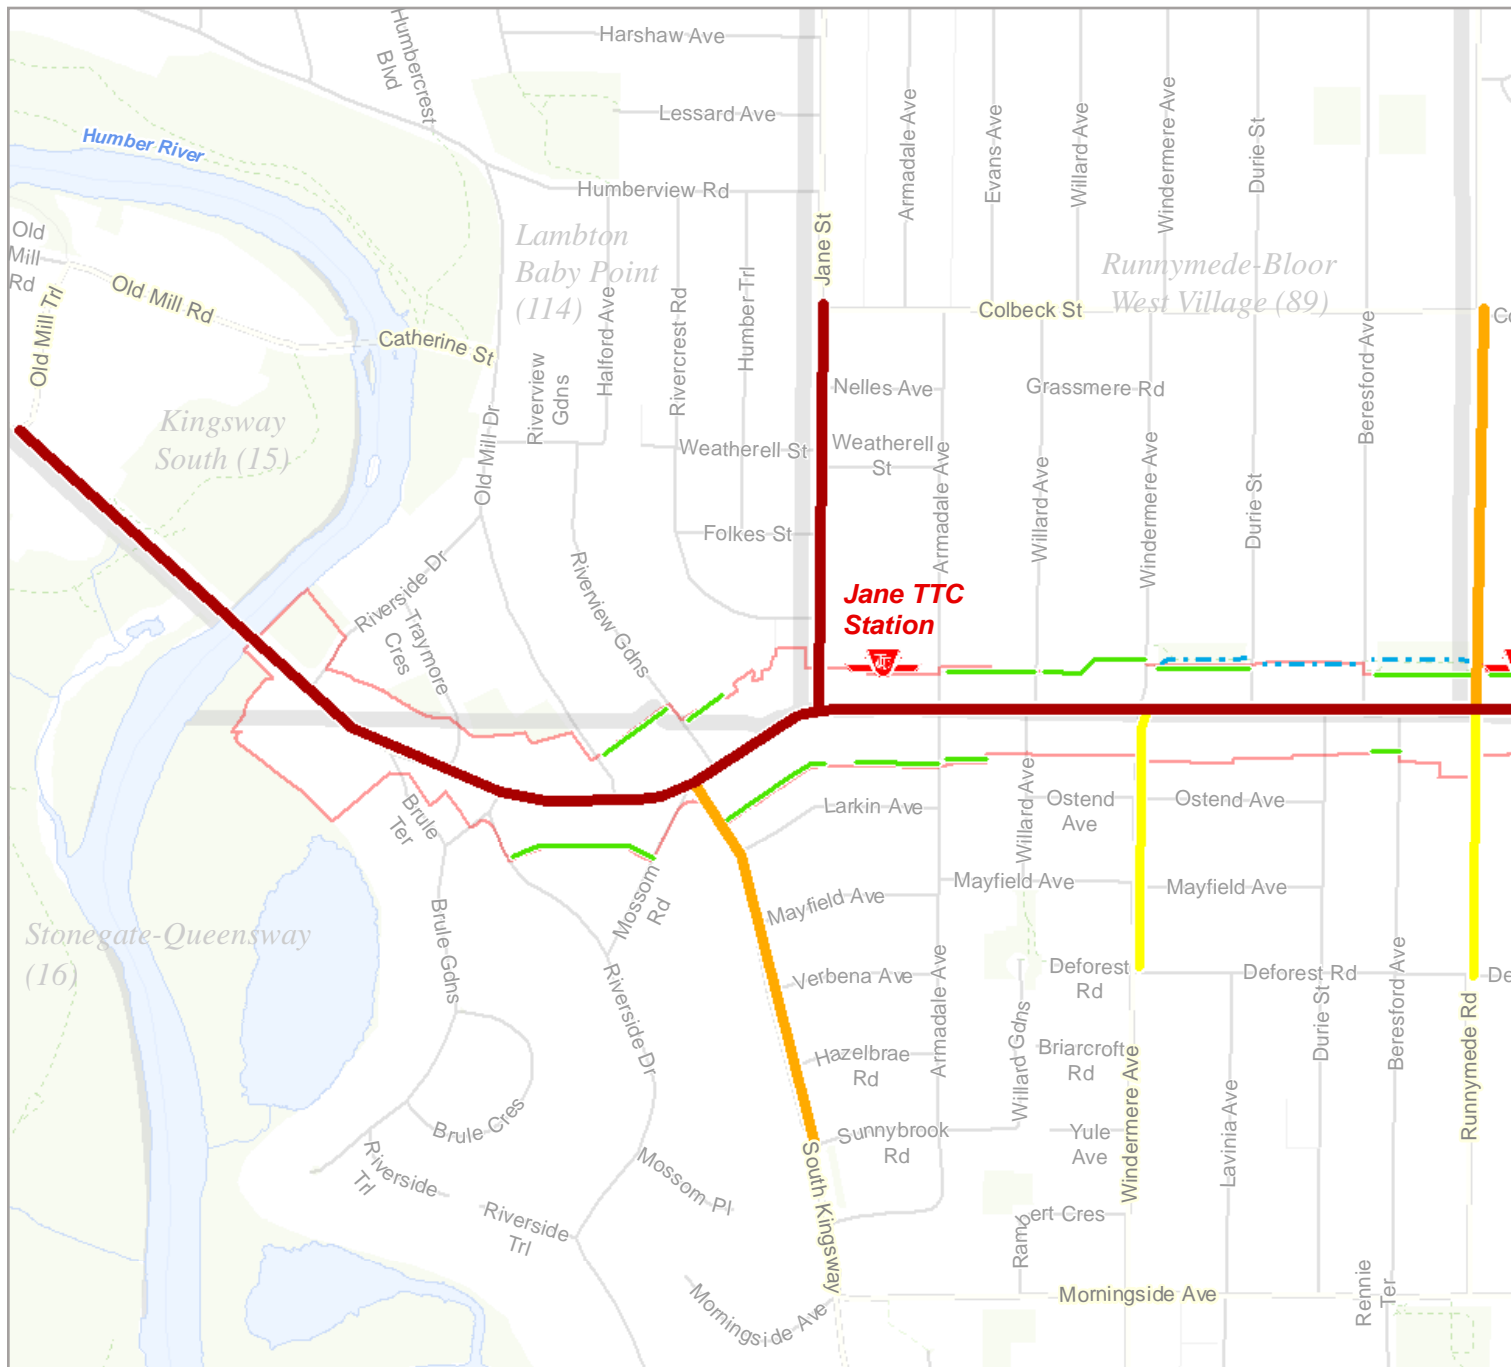 Humbercrest
Blvd
Harshaw Ave
Lessard Ave
Humber River
Humberview Rd
Armadale Ave
Evans Ave
Willard Ave
Windermere Ave
Durie St
Jane St
Old
Mill
Rd
Old Mill Trl
Old Mill Rd
Catherine St
Lambton
Baby Point
(114)
Runnymede-Bloor
West Village (89)
Colbeck St
Co
Halford Ave
Rivercrest Rd
Humber Trl
Riverview
Gdns
Beresford Ave
Nelles Ave
Grassmere Rd
Kingsway
South (15)
Old Mill Dr
Weatherell St
Weatherell
St
Armadale Ave
Willard Ave
Windermere Ave
Durie St
Folkes St
Riverside Dr
Traymore
Cres
Riverview Gdns
Jane TTC
Station
Brule
Ter
Larkin Ave
Willard Ave
Ostend
Ave
Ostend Ave
Mossom
Rd
Mayfield Ave
Mayfield Ave
Mayfield Ave
Stonegate-Queensway
(16)
Brule Gdns
Riverside Dr
Verbena Ave
Armadale Ave
Deforest
Rd
Deforest Rd
De
Durie St
Beresford Ave
Runnymede Rd
Hazelbrae
Rd
Willard Gdns
Briarcroft
Rd
Windermere Ave
Lavinia Ave
Brule Cres
Sunnybrook
Rd
Yule
Ave
Riverside
Trl
Mossom Pl
South Kingsway
Riverside
Trl
Ramsert Cres
Morningside Ave
Morningside Ave
Rennie
Ter